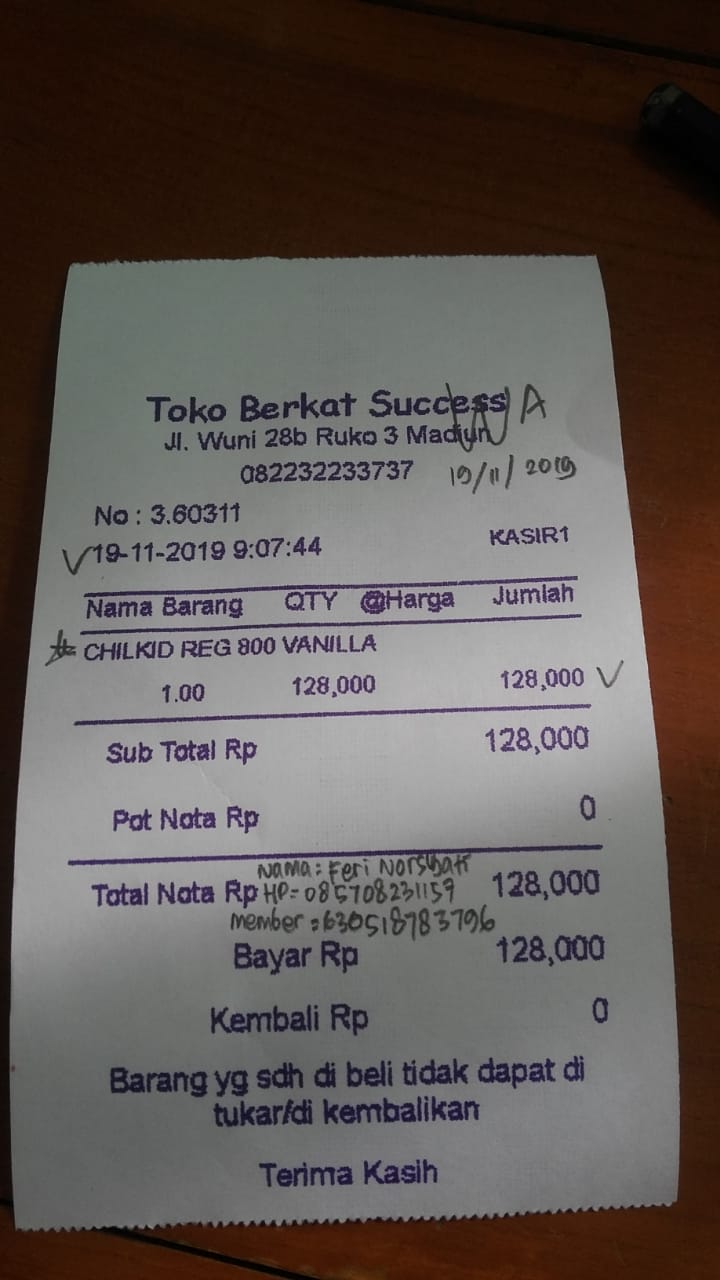 Toko Berkat Success
Jl. Wuni 28b Ruko 3 Madiun
082232233737 19/11/2019
No : 3.60311
19-11-2019 9:07:44 KASIR1
Nama Barang QTY @Harga Jumlah
CHILKID REG 800 VANILLA
1.00 128,000 128,000
Sub Total Rp 128,000
Pot Nota Rp 0
Nama : Feri
Total Nota Rp HP = 085708231159 128,000
member : 630518783796
Bayar Rp 128,000
Kembali Rp 0
Barang yg sdh di beli tidak dapat di
tukar/di kembalikan
Terima Kasih